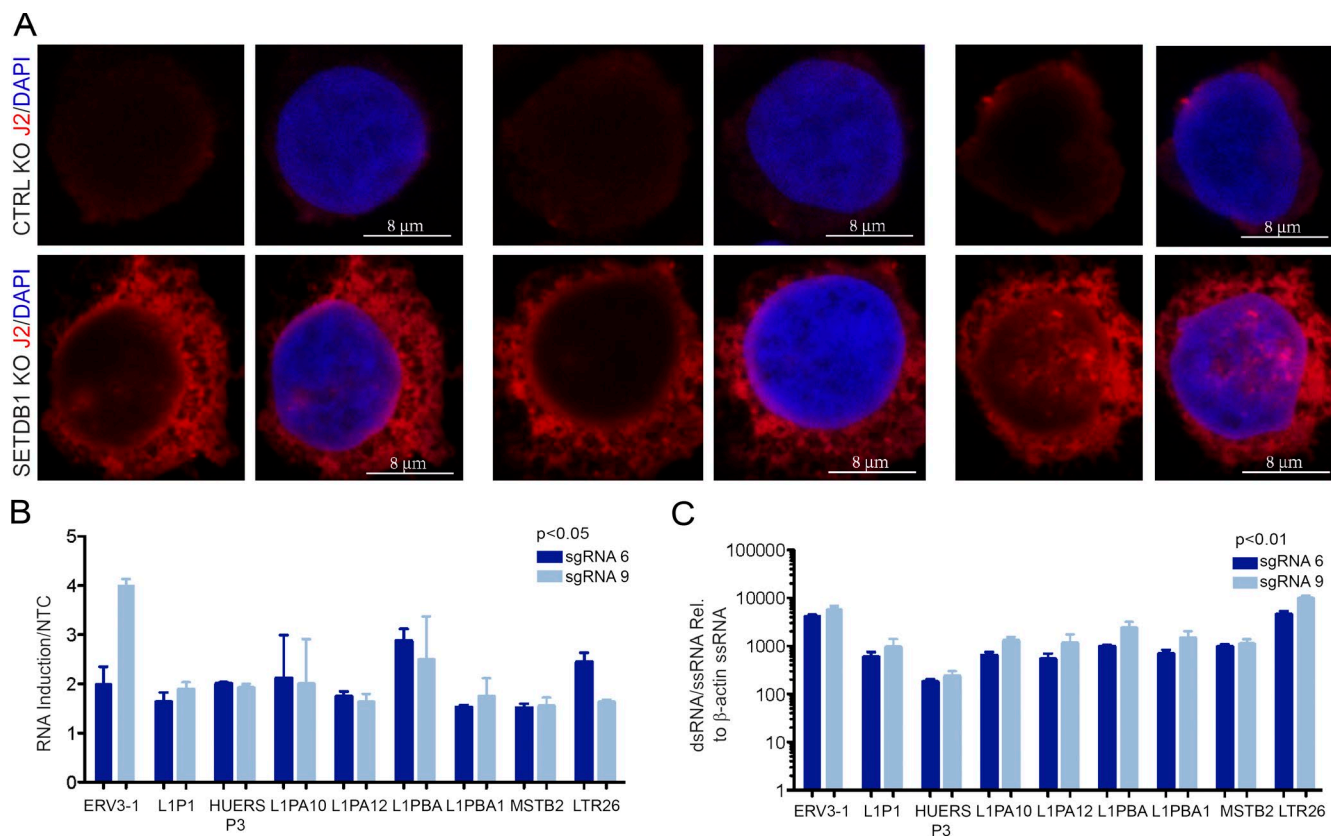 A
CTRL KO J2/DAPI
8 μm
8 μm
8 μm
SETDB1 KO J2/DAPI
8 μm
8 μm
8 μm
B
RNA Induction/NTC
5
4
3
2
1
0
p<0.05
sgRNA 6
sgRNA 9
ERV3-1
L1P1
HUERS
P3
L1PA10
L1PA12
L1PBA
L1PBA1
MSTB2
LTR26
C
dsRNA/ssRNA Rel.
to β-actin ssRNA
100000
10000
1000
100
10
1
p<0.01
sgRNA 6
sgRNA 9
ERV3-1
L1P1
HUERS
P3
L1PA10
L1PA12
L1PBA
L1PBA1
MSTB2
LTR26